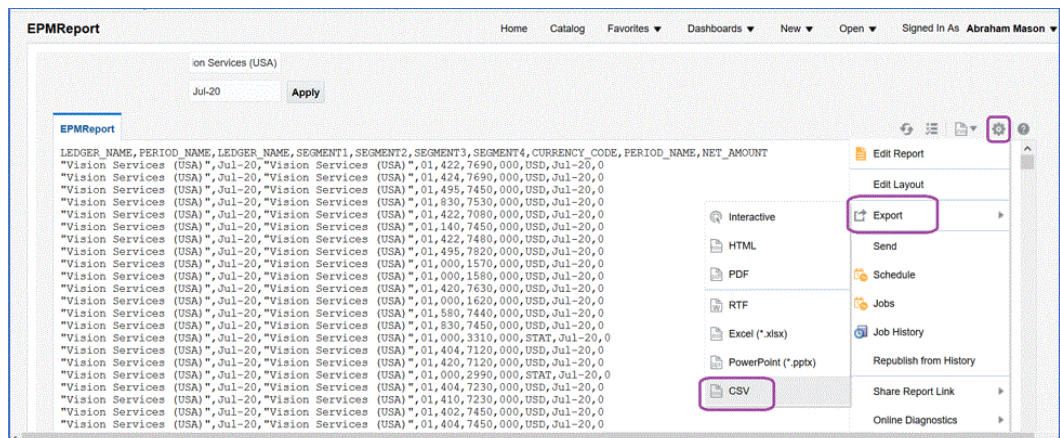 EPMReport Home Catalog Favorites Dashboards New Open Signed In As Abraham Mason
ion Services (USA)
Jul-20 Apply
EPMReport
LEDGER_NAME,PERIOD_NAME,LEDGER_NAME,SEGMENT1,SEGMENT2,SEGMENT3,SEGMENT4,CURRENCY_CODE,PERIOD_NAME,NET_AMOUNT
"Vision Services (USA)",Jul-20,"Vision Services (USA)",01,422,7690,000,USD,Jul-20,0
"Vision Services (USA)",Jul-20,"Vision Services (USA)",01,424,7690,000,USD,Jul-20,0
"Vision Services (USA)",Jul-20,"Vision Services (USA)",01,495,7450,000,USD,Jul-20,0
"Vision Services (USA)",Jul-20,"Vision Services (USA)",01,830,7530,000,USD,Jul-20,0
"Vision Services (USA)",Jul-20,"Vision Services (USA)",01,422,7080,000,USD,Jul-20,0
"Vision Services (USA)",Jul-20,"Vision Services (USA)",01,140,7450,000,USD,Jul-20,0
"Vision Services (USA)",Jul-20,"Vision Services (USA)",01,422,7480,000,USD,Jul-20,0
"Vision Services (USA)",Jul-20,"Vision Services (USA)",01,495,7820,000,USD,Jul-20,0
"Vision Services (USA)",Jul-20,"Vision Services (USA)",01,000,1570,000,USD,Jul-20,0
"Vision Services (USA)",Jul-20,"Vision Services (USA)",01,000,1580,000,USD,Jul-20,0
"Vision Services (USA)",Jul-20,"Vision Services (USA)",01,420,7630,000,USD,Jul-20,0
"Vision Services (USA)",Jul-20,"Vision Services (USA)",01,000,1620,000,USD,Jul-20,0
"Vision Services (USA)",Jul-20,"Vision Services (USA)",01,580,7440,000,USD,Jul-20,0
"Vision Services (USA)",Jul-20,"Vision Services (USA)",01,830,7450,000,USD,Jul-20,0
"Vision Services (USA)",Jul-20,"Vision Services (USA)",01,000,3310,000,STAT,Jul-20,0
"Vision Services (USA)",Jul-20,"Vision Services (USA)",01,404,7120,000,USD,Jul-20,0
"Vision Services (USA)",Jul-20,"Vision Services (USA)",01,420,7120,000,USD,Jul-20,0
"Vision Services (USA)",Jul-20,"Vision Services (USA)",01,000,2990,000,STAT,Jul-20,0
"Vision Services (USA)",Jul-20,"Vision Services (USA)",01,404,7230,000,USD,Jul-20,0
"Vision Services (USA)",Jul-20,"Vision Services (USA)",01,410,7230,000,USD,Jul-20,0
"Vision Services (USA)",Jul-20,"Vision Services (USA)",01,402,7450,000,USD,Jul-20,0
"Vision Services (USA)",Jul-20,"Vision Services (USA)",01,404,7450,000,USD,Jul-20,0
Interactive
HTML
PDF
RTF
Excel (*.xlsx)
PowerPoint (*.pptx)
CSV
Edit Report
Edit Layout
Export
Send
Schedule
Jobs
Job History
Republish from History
Share Report Link
Online Diagnostics